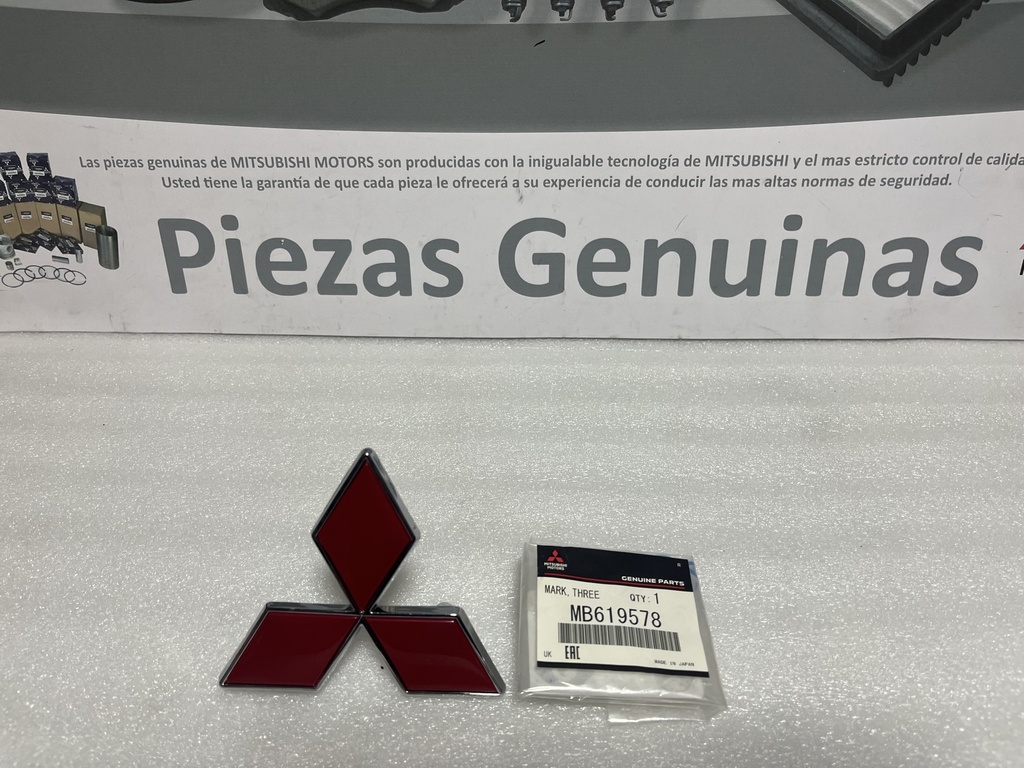 Las piezas genuinas de MITSUBISHI MOTORS son producidas con la inigualable tecnología de MITSUBISHI y el mas estricto control de calida
Usted tiene la garantía de que cada pieza le ofrecerá a su experiencia de conducir las mas altas normas de seguridad.
Piezas Genuinas
MITSUBISHI
MOTORS
GENUINE PARTS
MARK, THREE QTY: 1
MB619578
UK EAC MADE IN JAPAN